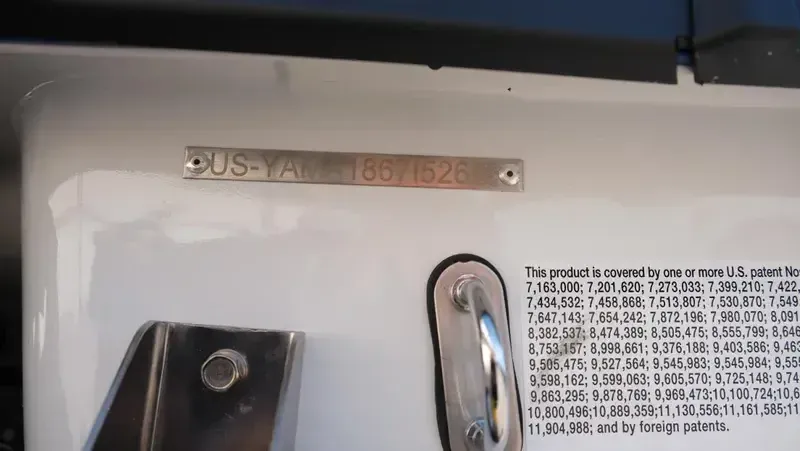 US-YAM 1867I526
This product is covered by one or more U.S. patent No
7,163,000; 7,201,620; 7,273,033; 7,399,210; 7,422,
7,434,532; 7,458,868; 7,513,807; 7,530,870; 7,549
7,647,143; 7,654,242; 7,872,196; 7,980,070; 8,091
8,382,537; 8,474,389; 8,505,475; 8,555,799; 8,646
8,753,157; 8,998,661; 9,376,188; 9,403,586; 9,463
9,505,475; 9,527,564; 9,545,983; 9,545,984; 9,555
9,598,162; 9,599,063; 9,605,570; 9,725,148; 9,74
9,863,295; 9,878,769; 9,969,473;10,100,724;10,6
10,800,496;10,889,359;11,130,556;11,161,585;11
11,904,988; and by foreign patents.